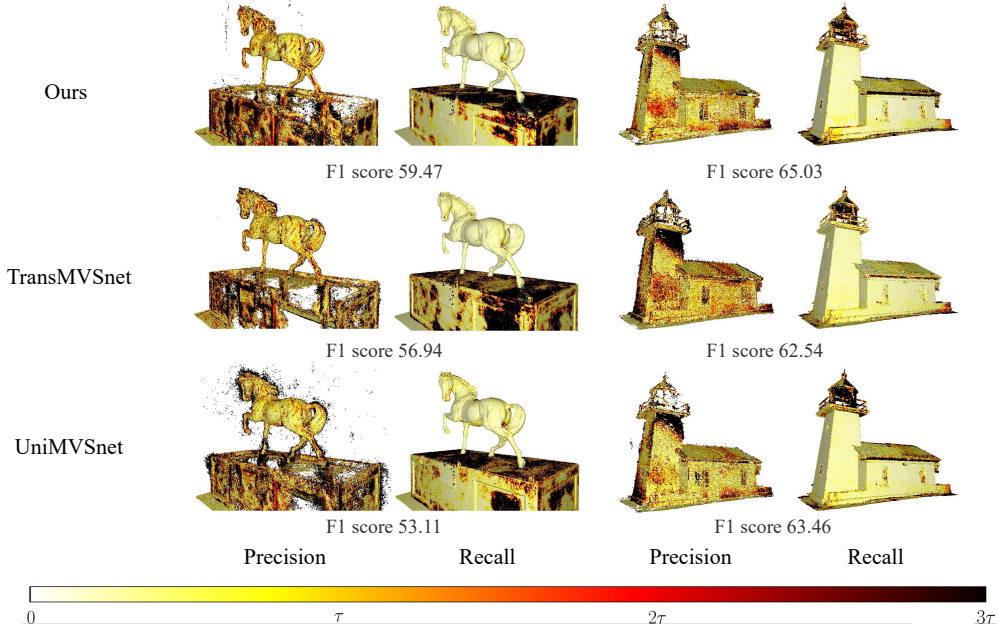 Ours
F1 score 59.47
F1 score 65.03
TransMVSnet
F1 score 56.94
F1 score 62.54
UniMVSnet
F1 score 53.11
F1 score 63.46
Precision
Recall
Precision
Recall
0
τ
2τ
3τ